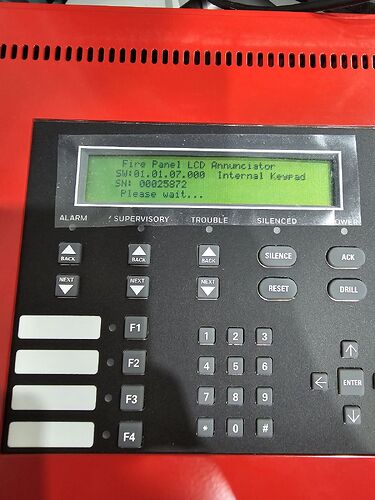 Fire Panel LCD Annunciator
SW:01.01.07.000 Internal Keypad
SN: 00025872
Please wait...
ALARM SUPERVISORY TROUBLE SILENCED POWER
BACK BACK BACK SILENCE ACK
NEXT NEXT NEXT RESET DRILL
F1 1 2 3
F2 4 5 6 ENTER
F3 7 8 9
F4 * 0 #